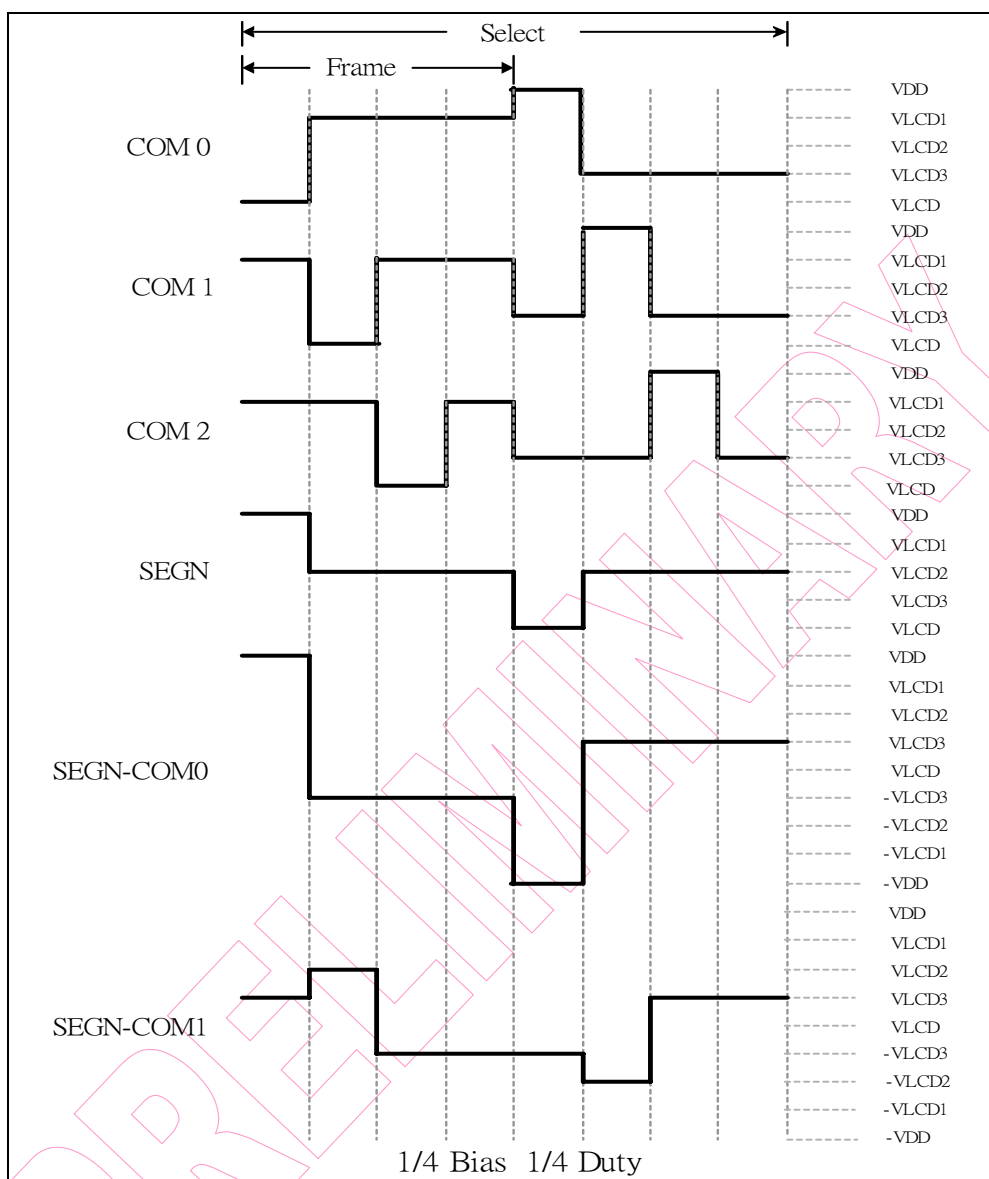 Select
Frame
COM 0
VDD
VLCD1
VLCD2
VLCD3
VLCD
COM 1
VDD
VLCD1
VLCD2
VLCD3
VLCD
COM 2
VDD
VLCD1
VLCD2
VLCD3
VLCD
SEGN
VDD
VLCD1
VLCD2
VLCD3
VLCD
SEGN-COM0
VDD
VLCD1
VLCD2
VLCD3
VLCD
-VLCD3
-VLCD2
-VLCD1
-VDD
SEGN-COM1
VDD
VLCD1
VLCD2
VLCD3
VLCD
-VLCD3
-VLCD2
-VLCD1
-VDD
1/4 Bias 1/4 Duty
PRELIMINARY